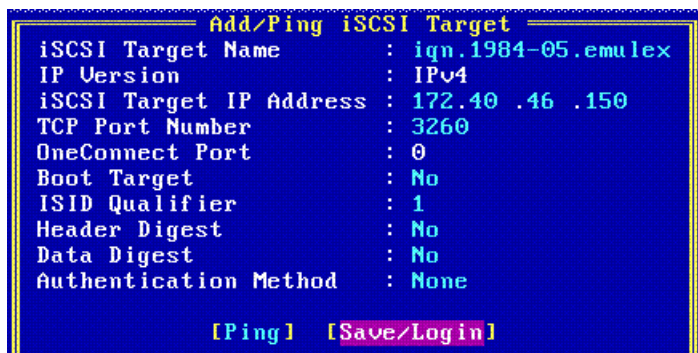 Add/Ping iSCSI Target
iSCSI Target Name : iqn.1984-05.emulex
IP Version : IPv4
iSCSI Target IP Address : 172.40 .46 .150
TCP Port Number : 3260
OneConnect Port : 0
Boot Target : No
ISID Qualifier : 1
Header Digest : No
Data Digest : No
Authentication Method : None
[Ping] [Save/Login]